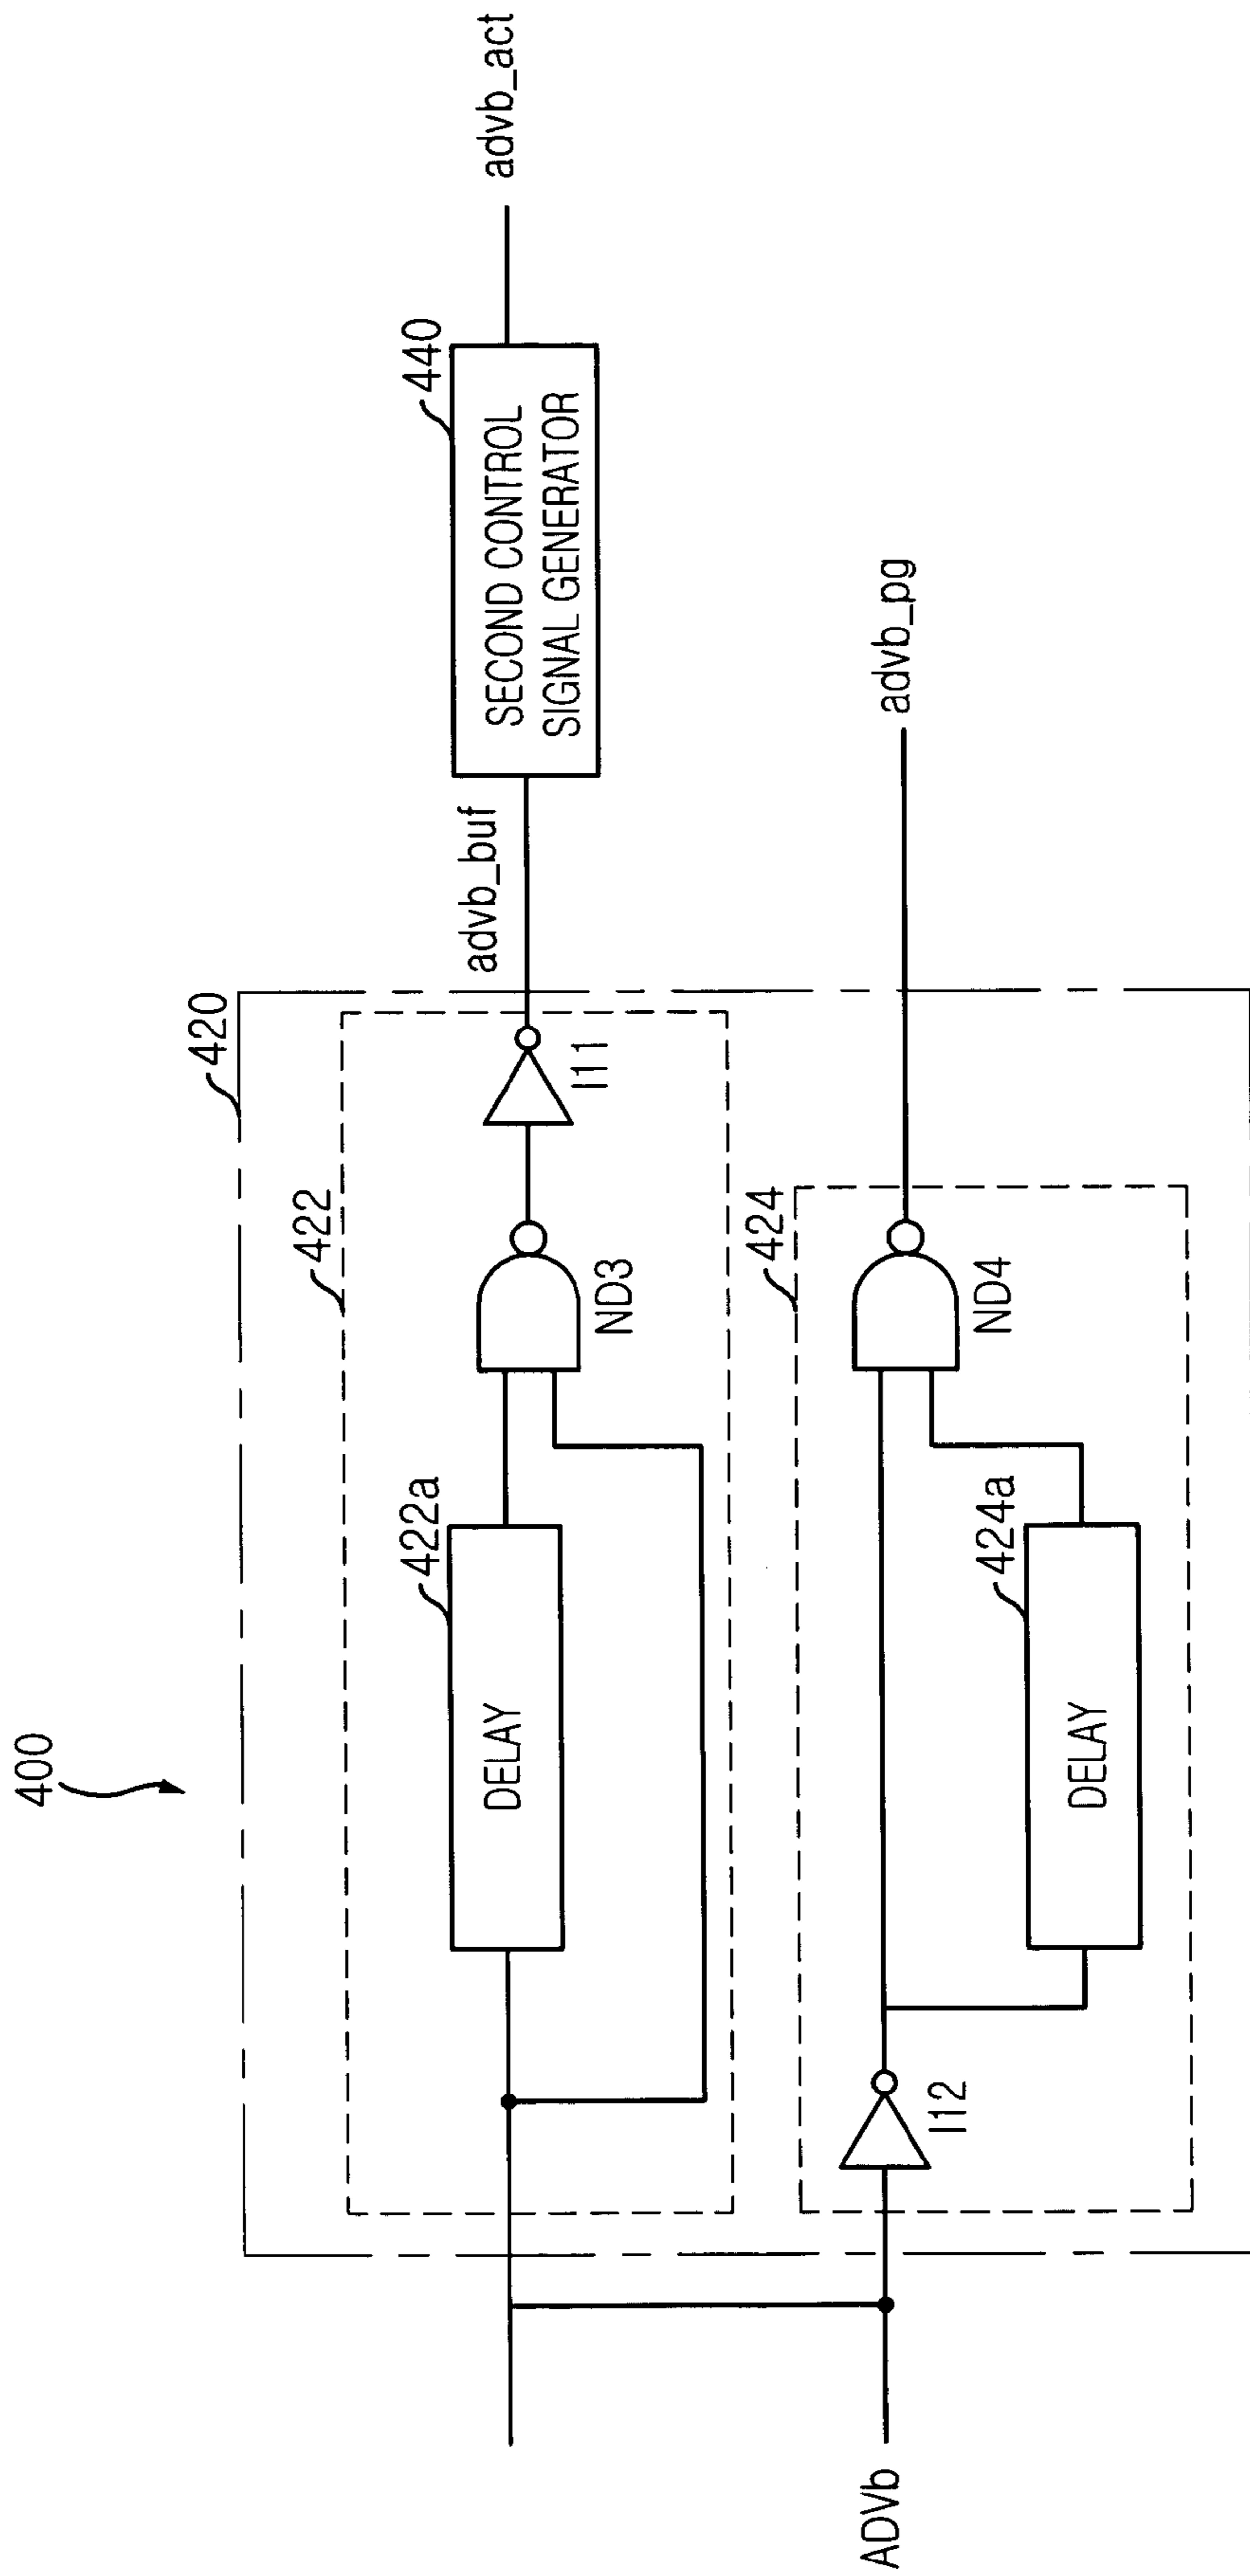 400
420
422
422a
DELAY
ND3
I11
advb_buf
440
SECOND CONTROL
SIGNAL GENERATOR
advb_act
424
424a
DELAY
I12
ND4
advb_pg
ADVb